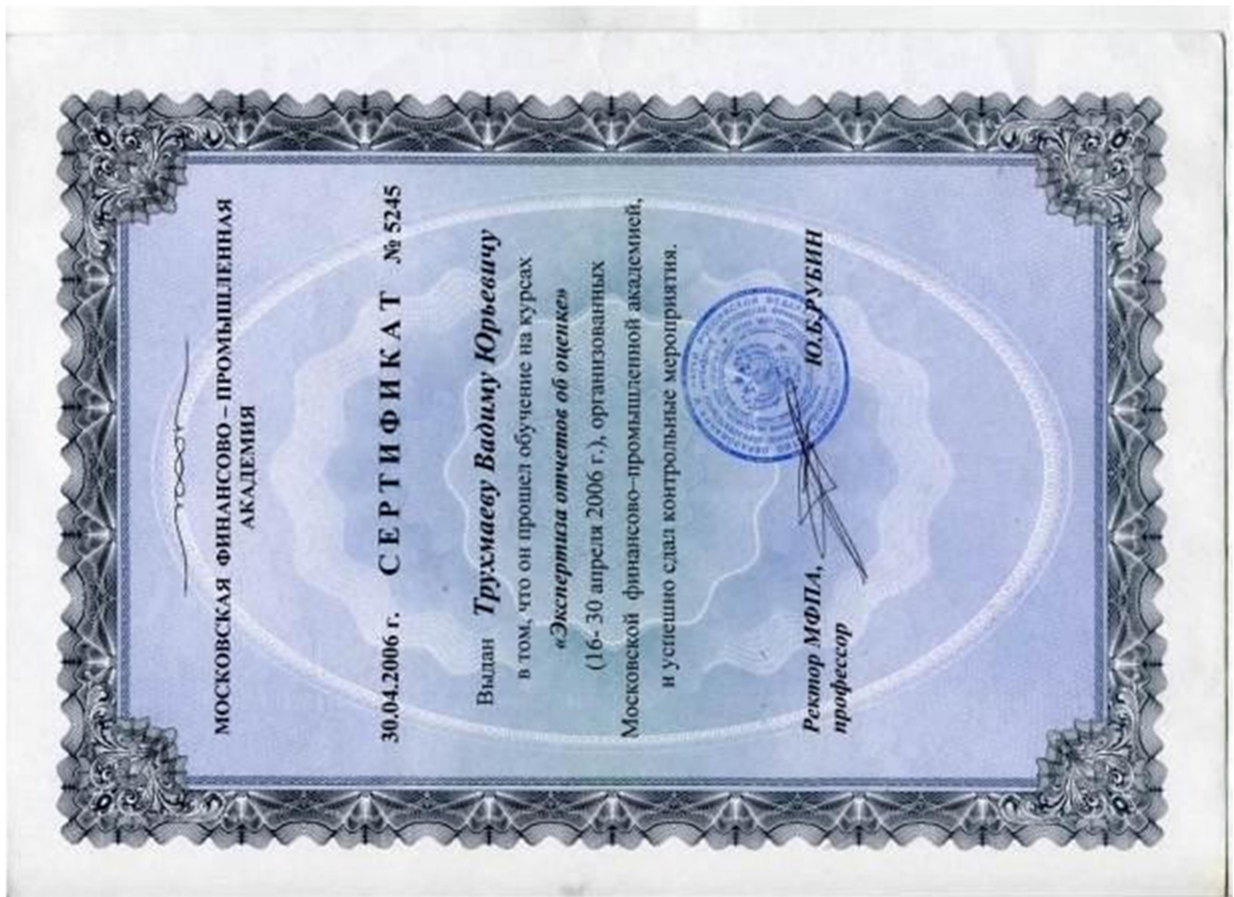 МОСКОВСКАЯ ФИНАНСОВО – ПРОМЫШЛЕННАЯ
АКАДЕМИЯ
30.04.2006 г. СЕРТИФИКАТ № 5245
Выдан Трухмаеву Вадиму Юрьевичу
в том, что он прошел обучение на курсах
«Экспертиза отчетов об оценке»
(16- 30 апреля 2006 г.), организованных
Московской финансово–промышленной академией,
и успешно сдал контрольные мероприятия.
Ректор МФПА, Ю.Б.РУБИН
профессор